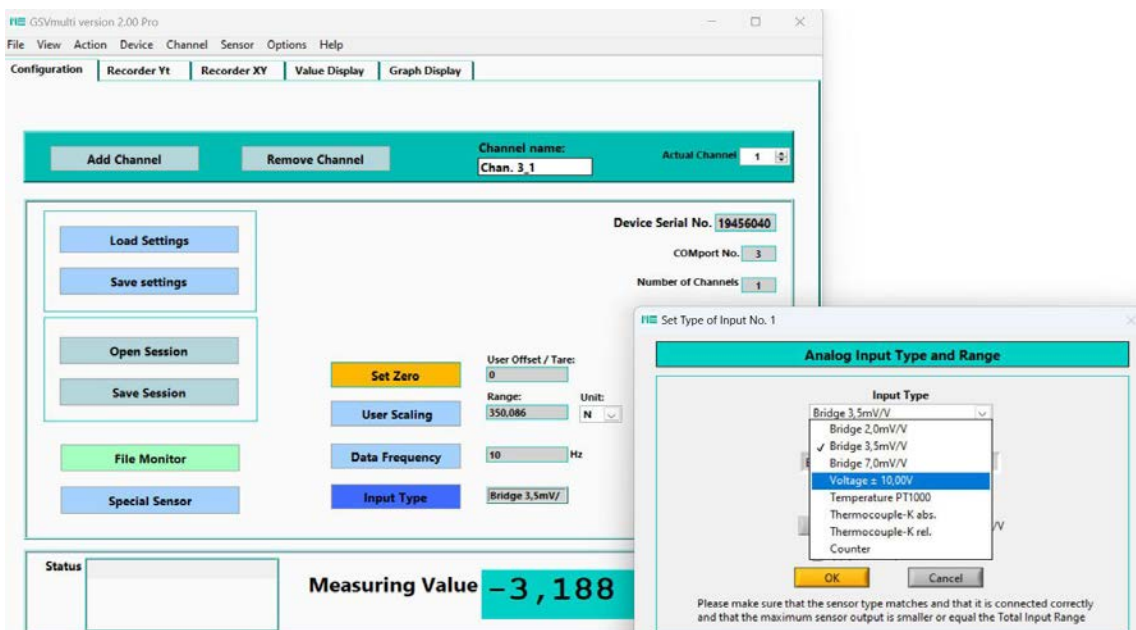 GSVmulti version 2.00 Pro
File View Action Device Channel Sensor Options Help
Configuration Recorder Yt Recorder XY Value Display Graph Display
Add Channel
Remove Channel
Channel name:
Chan. 3_1
Actual Channel 1
Load Settings
Save settings
Open Session
Save Session
File Monitor
Special Sensor
Device Serial No. 19456040
COMport No. 3
Number of Channels 1
Set Zero
User Offset / Tare:
0
User Scaling
Range:
350,086
Unit:
N
Data Frequency
10 Hz
Input Type
Bridge 3,5mV/
Status
Measuring Value -3,188
Set Type of Input No. 1
Analog Input Type and Range
Input Type
Bridge 3,5mV/V
Bridge 2,0mV/V
✓ Bridge 3,5mV/V
Bridge 7,0mV/V
Voltage ± 10,00V
Temperature PT1000
Thermocouple-K abs.
Thermocouple-K rel.
Counter
OK
Cancel
Please make sure that the sensor type matches and that it is connected correctly
and that the maximum sensor output is smaller or equal the Total Input Range